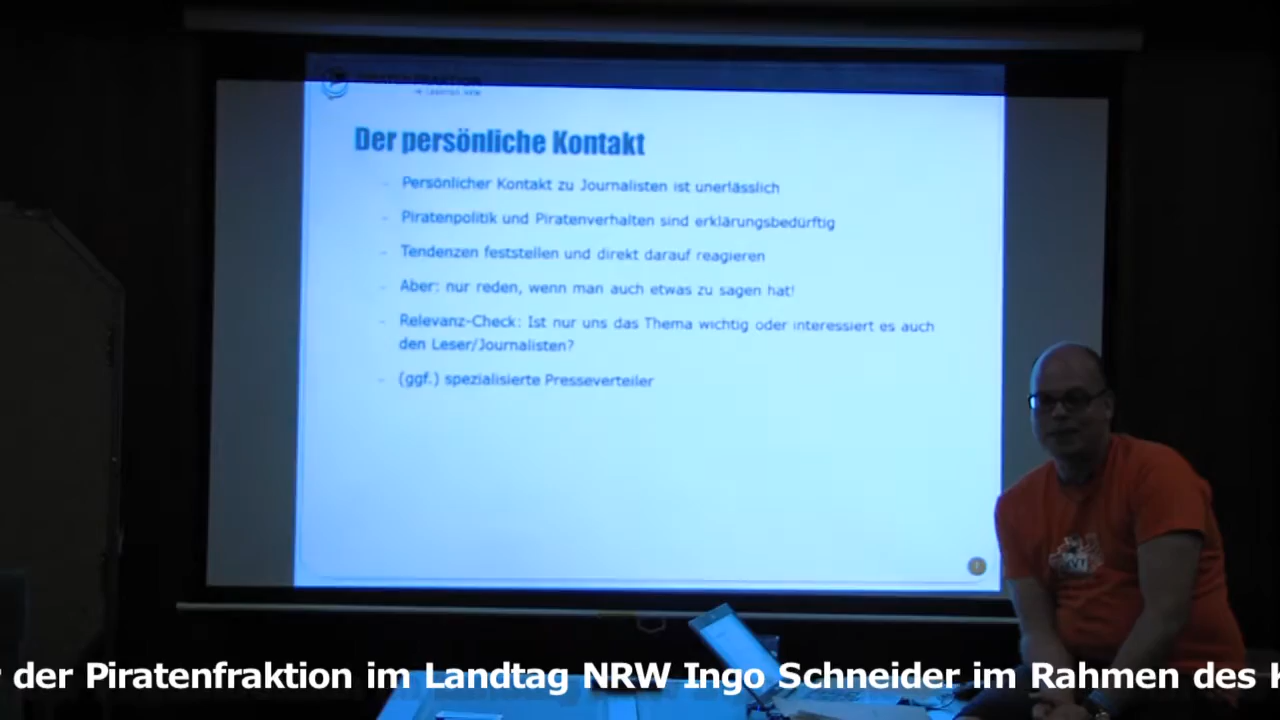 Der persönliche Kontakt
- Persönlicher Kontakt zu Journalisten ist unerlässlich
- Piratenpolitik und Piratenverhalten sind erklärungsbedürftig
- Tendenzen feststellen und direkt darauf reagieren
- Aber: nur reden, wenn man auch etwas zu sagen hat!
- Relevanz-Check: Ist nur uns das Thema wichtig oder interessiert es auch
den Leser/Journalisten?
- (ggf.) spezialisierte Presseverteiler
der Piratenfraktion im Landtag NRW Ingo Schneider im Rahmen des